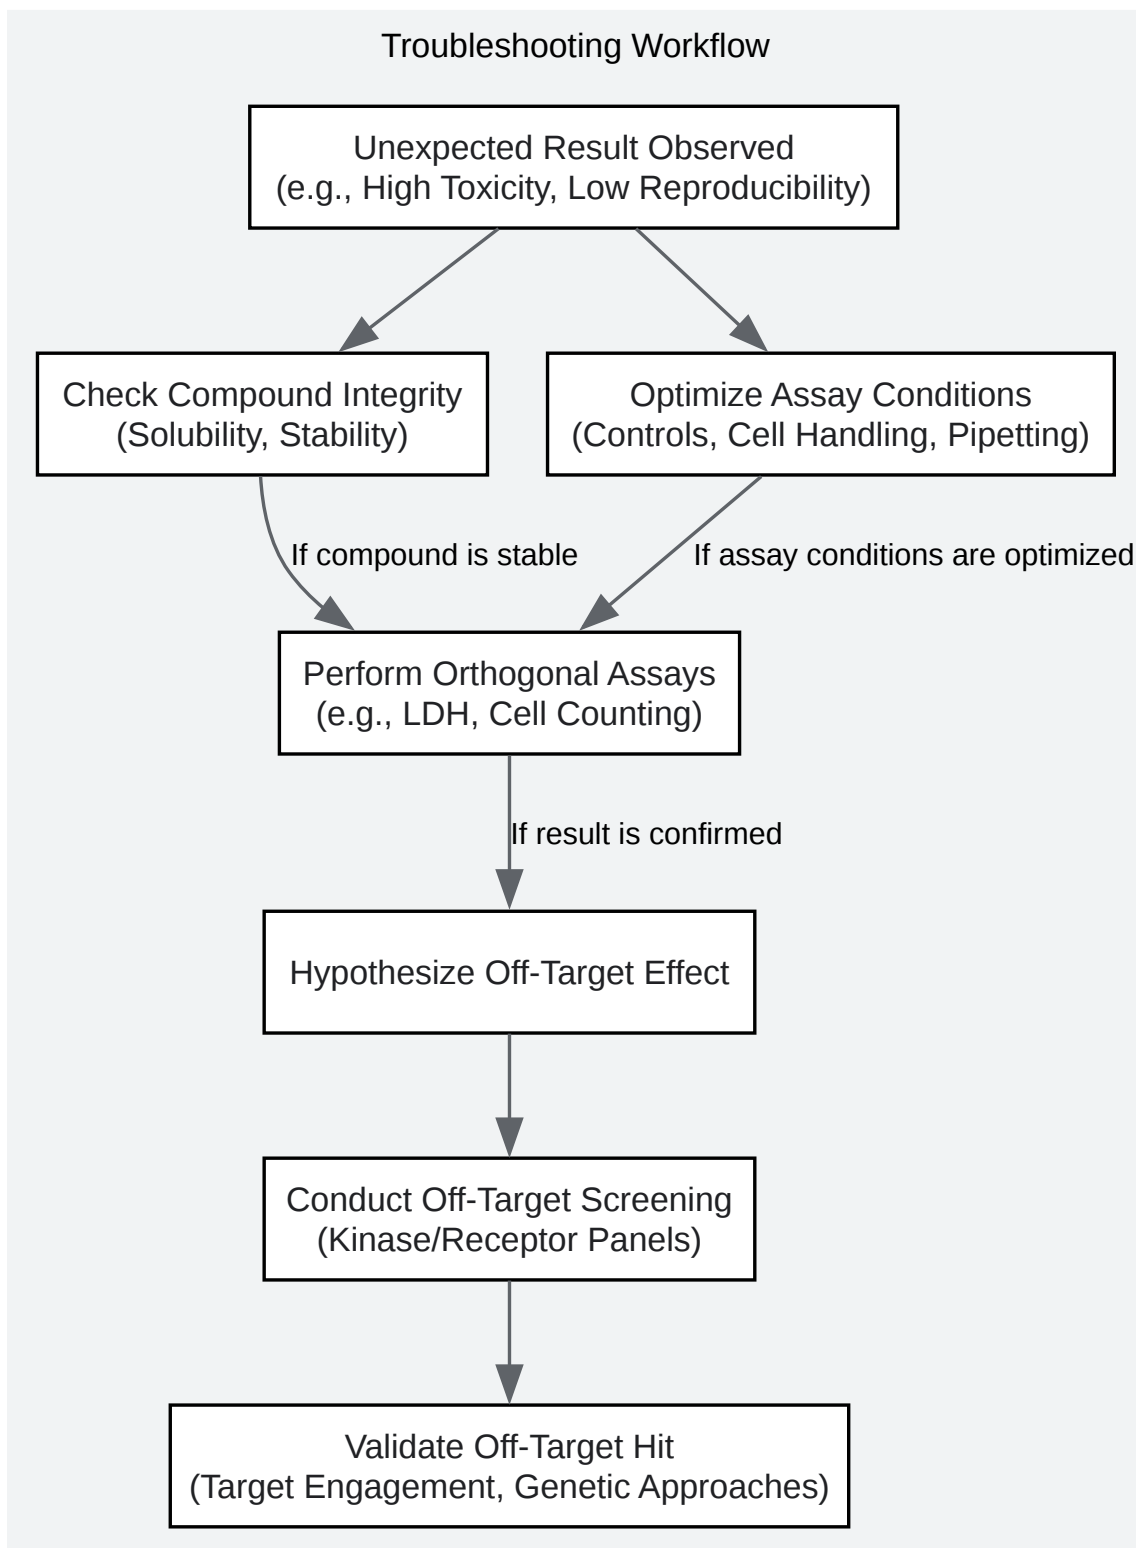 Troubleshooting Workflow
Unexpected Result Observed
(e.g., High Toxicity, Low Reproducibility)
Check Compound Integrity
(Solubility, Stability)
Optimize Assay Conditions
(Controls, Cell Handling, Pipetting)
If compound is stable
If assay conditions are optimized
Perform Orthogonal Assays
(e.g., LDH, Cell Counting)
If result is confirmed
Hypothesize Off-Target Effect
Conduct Off-Target Screening
(Kinase/Receptor Panels)
Validate Off-Target Hit
(Target Engagement, Genetic Approaches)